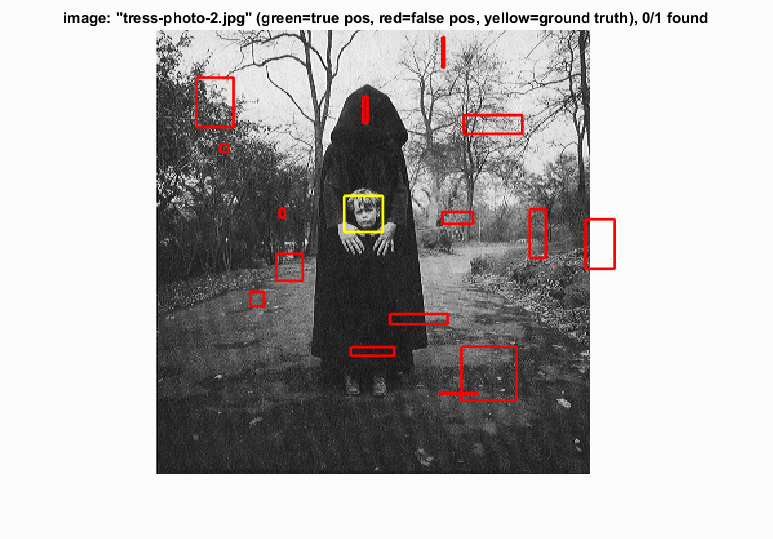 image: "tress-photo-2.jpg" (green=true pos, red=false pos, yellow=ground truth), 0/1 found